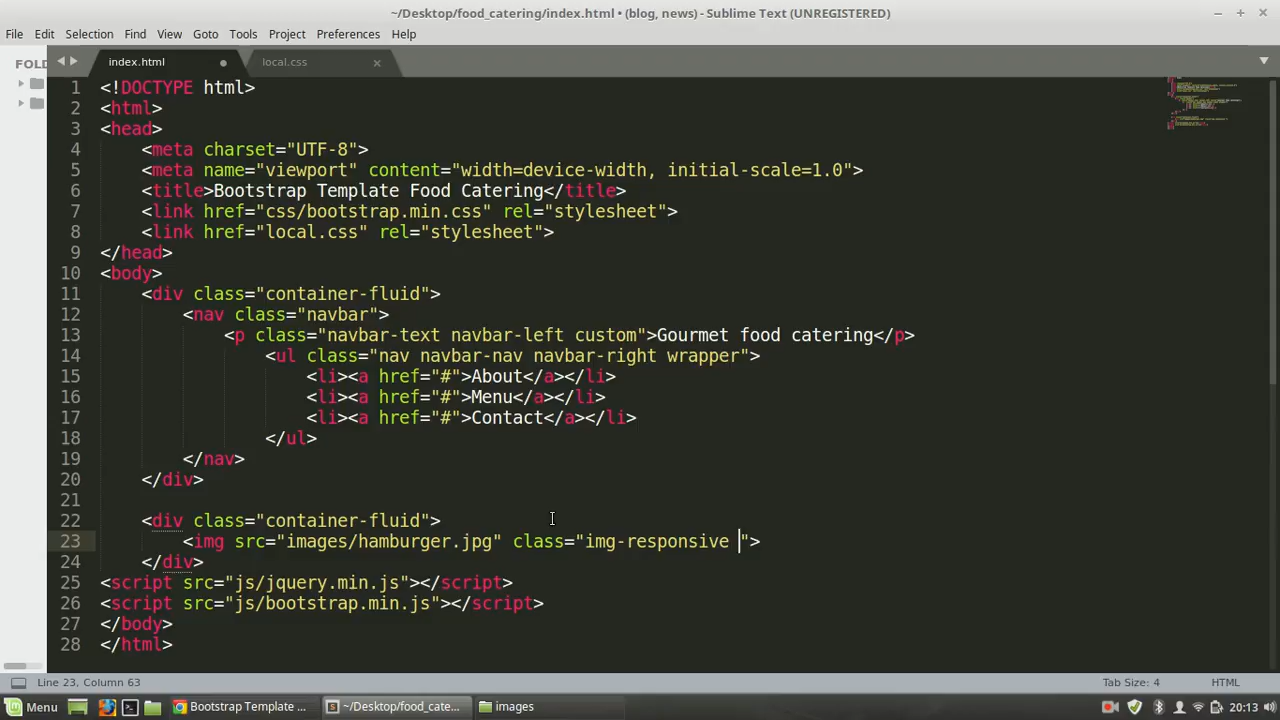 ~/Desktop/food_catering/index.html • (blog, news) - Sublime Text (UNREGISTERED)
File Edit Selection Find View Goto Tools Project Preferences Help
FOLD
index.html local.css
1 <!DOCTYPE html>
2 <html>
3 <head>
4 <meta charset="UTF-8">
5 <meta name="viewport" content="width=device-width, initial-scale=1.0">
6 <title>Bootstrap Template Food Catering</title>
7 <link href="css/bootstrap.min.css" rel="stylesheet">
8 <link href="local.css" rel="stylesheet">
9 </head>
10 <body>
11 <div class="container-fluid">
12 <nav class="navbar">
13 <p class="navbar-text navbar-left custom">Gourmet food catering</p>
14 <ul class="nav navbar-nav navbar-right wrapper">
15 <li><a href="#">About</a></li>
16 <li><a href="#">Menu</a></li>
17 <li><a href="#">Contact</a></li>
18 </ul>
19 </nav>
20 </div>
21
22 <div class="container-fluid">
23 <img src="images/hamburger.jpg" class="img-responsive ">
24 </div>
25 <script src="js/jquery.min.js"></script>
26 <script src="js/bootstrap.min.js"></script>
27 </body>
28 </html>
Line 23, Column 63 Tab Size: 4 HTML
Menu Bootstrap Template ... ~/Desktop/food_cate... images 20:13